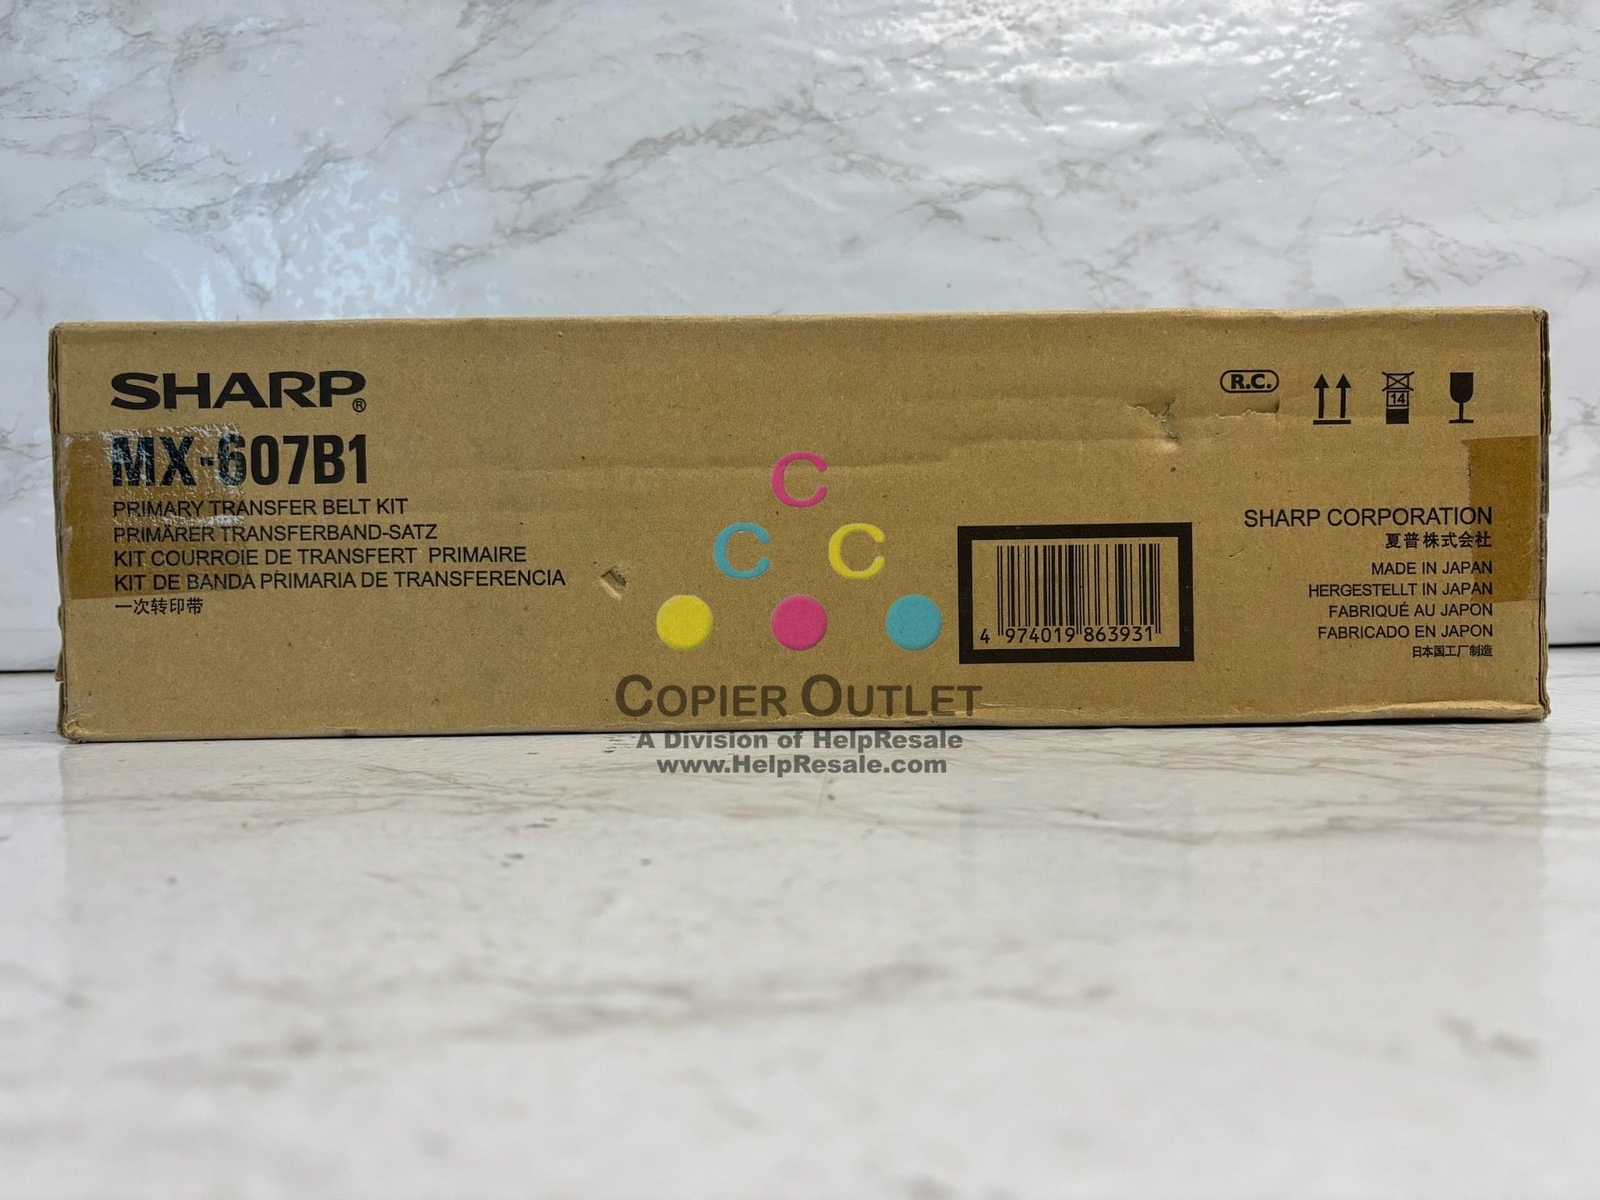 SHARP®
MX-607B1
PRIMARY TRANSFER BELT KIT
PRIMÄRER TRANSFERBAND-SATZ
KIT COURROIE DE TRANSFERT PRIMAIRE
KIT DE BANDA PRIMARIA DE TRANSFERENCIA
一次转印带
R.C.
14
C
C C
4 974019 863931
SHARP CORPORATION
夏普株式会社
MADE IN JAPAN
HERGESTELLT IN JAPAN
FABRIQUÉ AU JAPON
FABRICADO EN JAPON
日本国工厂制造
COPIER OUTLET
A Division of HelpResale
www.HelpResale.com